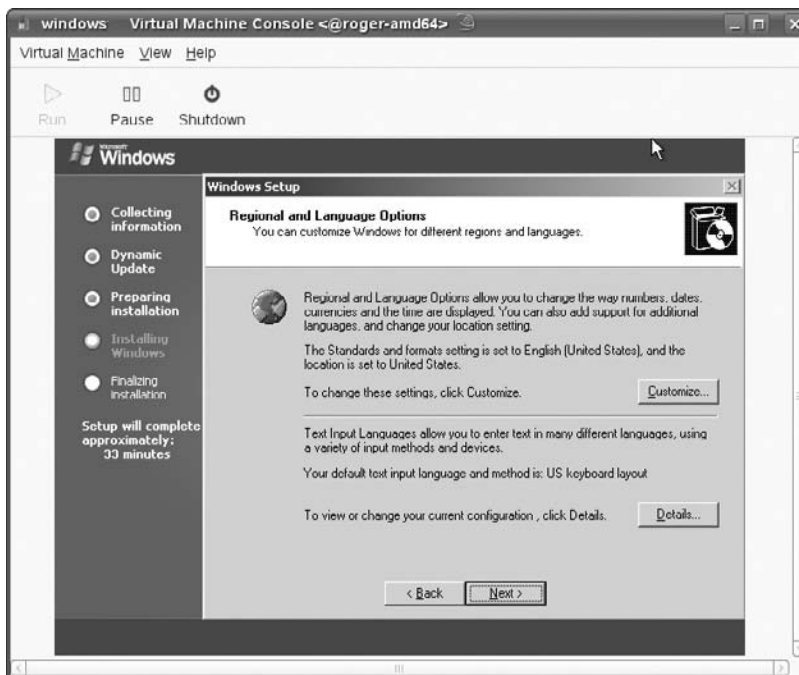 windows Virtual Machine Console <@roger-amd64>
Virtual Machine View Help
Run Pause Shutdown
Microsoft
Windows
Collecting
information
Dynamic
Update
Preparing
installation
Installing
Windows
Finalizing
installation
Setup will complete
approximately:
33 minutes
Windows Setup
Regional and Language Options
You can customize Windows for different regions and languages.
Regional and Language Options allow you to change the way numbers, dates,
currencies and the time are displayed. You can also add support for additional
languages, and change your location setting.
The Standards and formats setting is set to English (United States), and the
location is set to United States.
To change these settings, click Customize.
Customize...
Text Input Languages allow you to enter text in many different languages, using
a variety of input methods and devices.
Your default text input language and method is: US keyboard layout
To view or change your current configuration , click Details.
Details...
< Back Next >